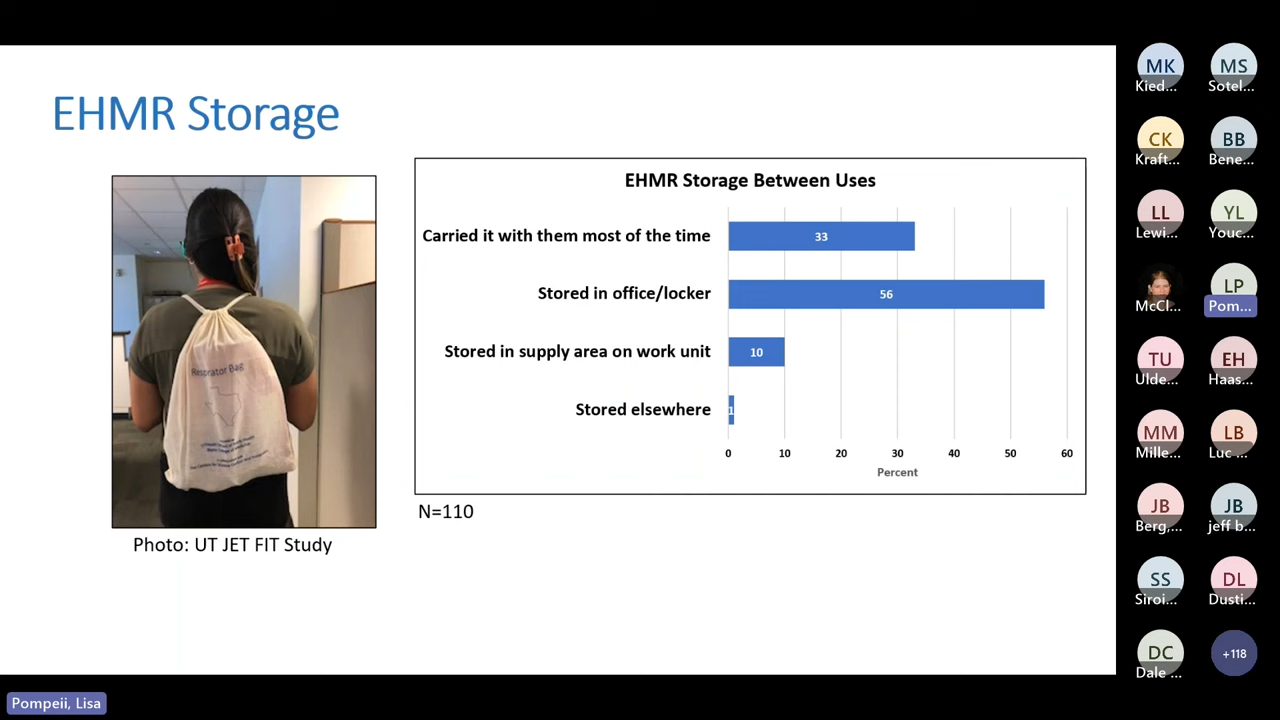 EHMR Storage
Respirator Bag
Photo: UT JET FIT Study
EHMR Storage Between Uses
Carried it with them most of the time
33
Stored in office/locker
56
Stored in supply area on work unit
10
Stored elsewhere
1
0 10 20 30 40 50 60
Percent
N=110
MK MS
Kied... Sotel...
CK BB
Kraft... Bene...
LL YL
Lewi... Youc...
LP
McCl... Pom...
TU EH
Ulde... Haas...
MM LB
Mille... Luc ...
JB JB
Berg,... jeff b...
SS DL
Siroi... Dusti...
DC +118
Dale ...
Pompeii, Lisa